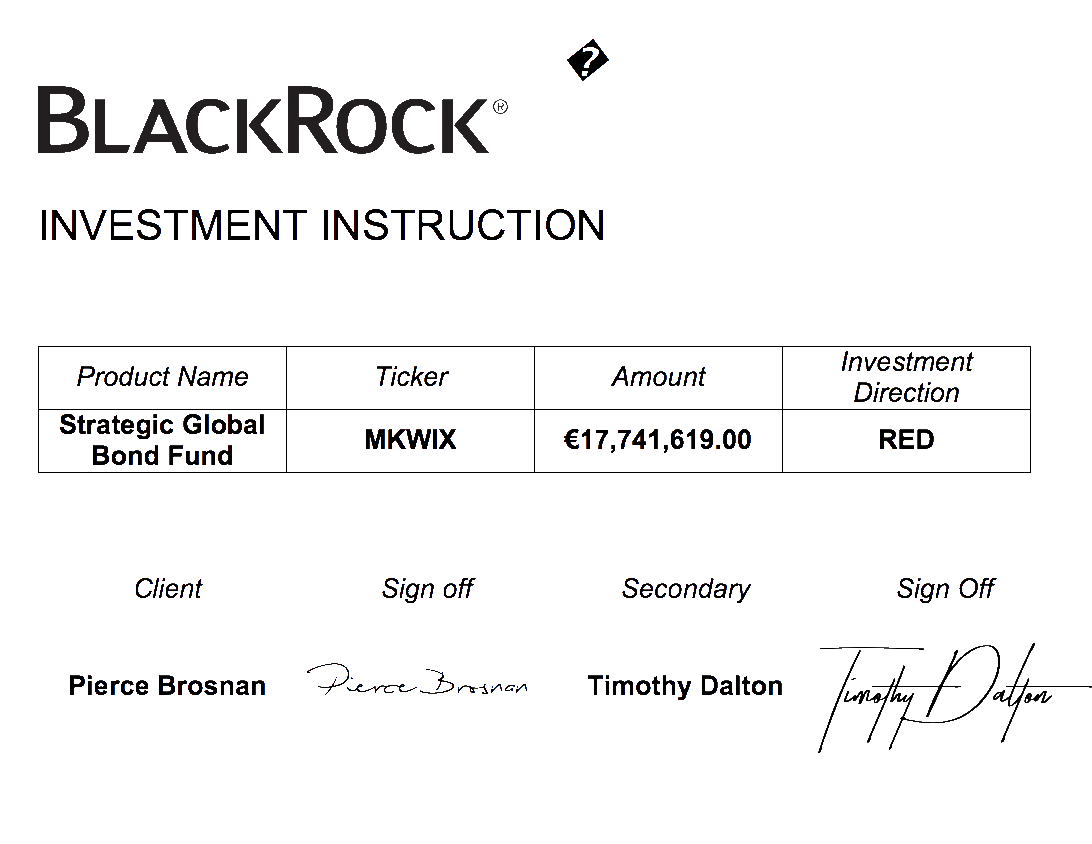 �
BLACKROCK®
INVESTMENT INSTRUCTION
Product Name Ticker Amount Investment Direction
Strategic Global Bond Fund MKWIX €17,741,619.00 RED
Client Sign off Secondary Sign Off
Pierce Brosnan Pierce Brosnan Timothy Dalton Timothy Dalton